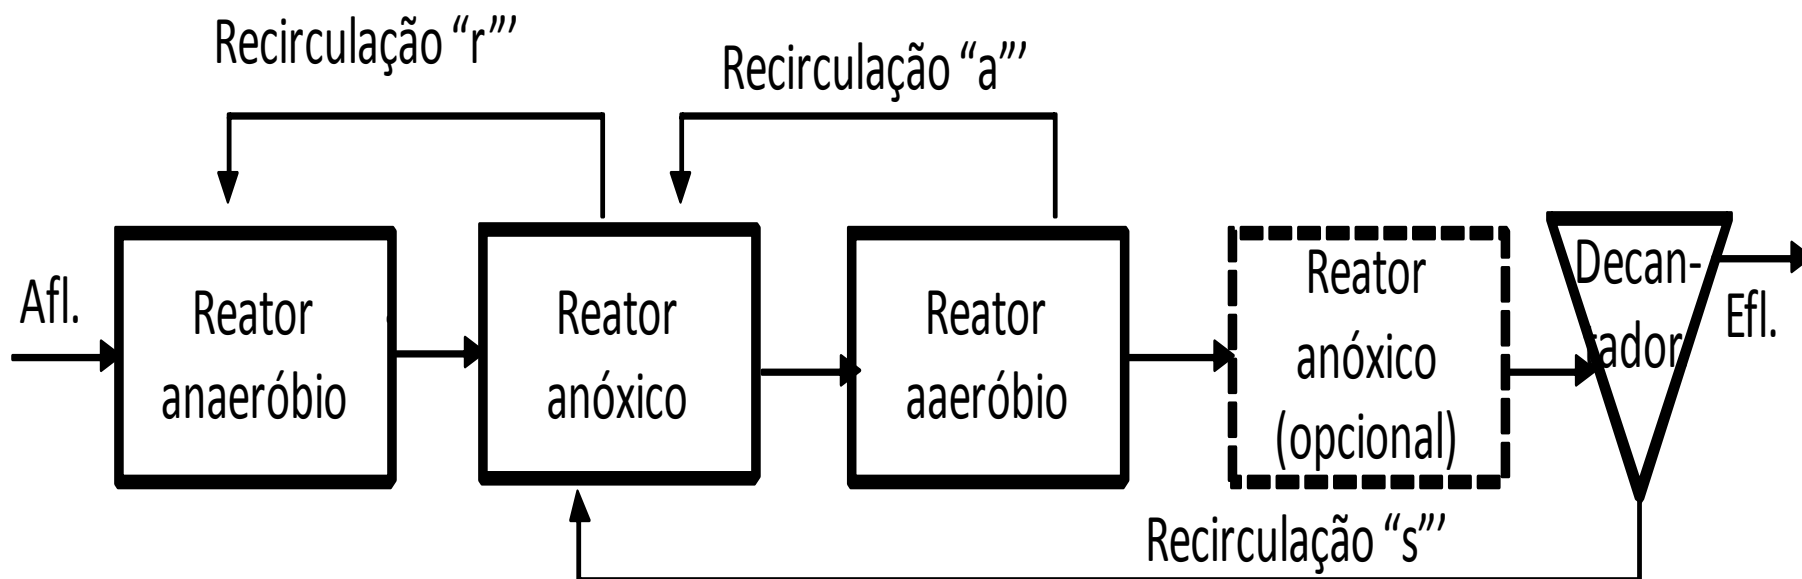 Recirculação “r”’
Recirculação “a”’
Afl.
Reator
anaeróbio
Reator
anóxico
Reator
aaeróbio
Reator
anóxico
(opcional)
Decan-
tador
Efl.
Recirculação “s”’